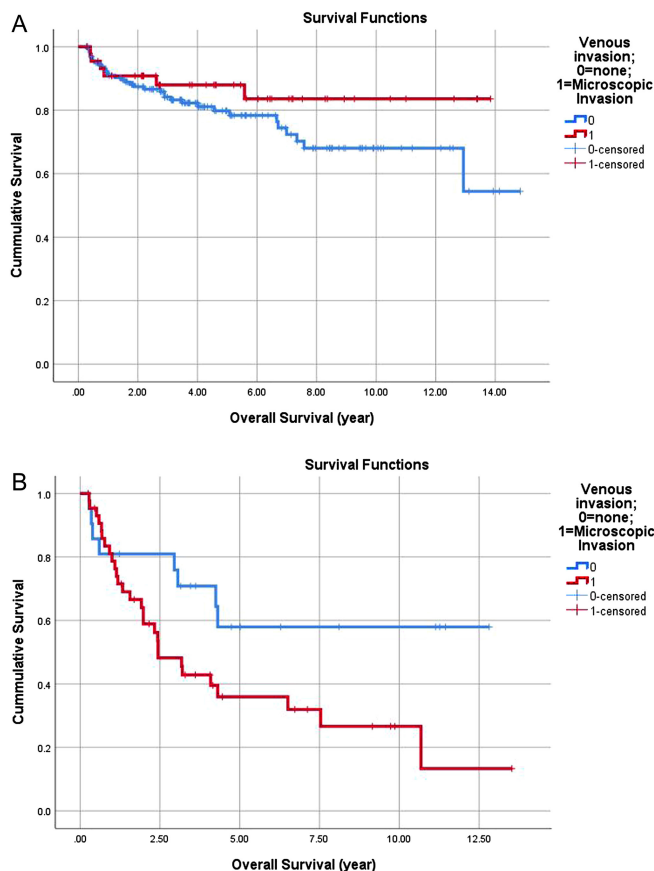 A
Survival Functions
Cummulative Survival
1.0
0.8
0.6
0.4
0.2
0.0
.00 2.00 4.00 6.00 8.00 10.00 12.00 14.00
Overall Survival (year)
Venous
invasion;
0=none;
1=Microscopic
Invasion
0
1
0-censored
1-censored
B
Survival Functions
Cummulative Survival
1.0
0.8
0.6
0.4
0.2
0.0
.00 2.50 5.00 7.50 10.00 12.50
Overall Survival (year)
Venous
invasion;
0=none;
1=Microscopic
Invasion
0
1
0-censored
1-censored